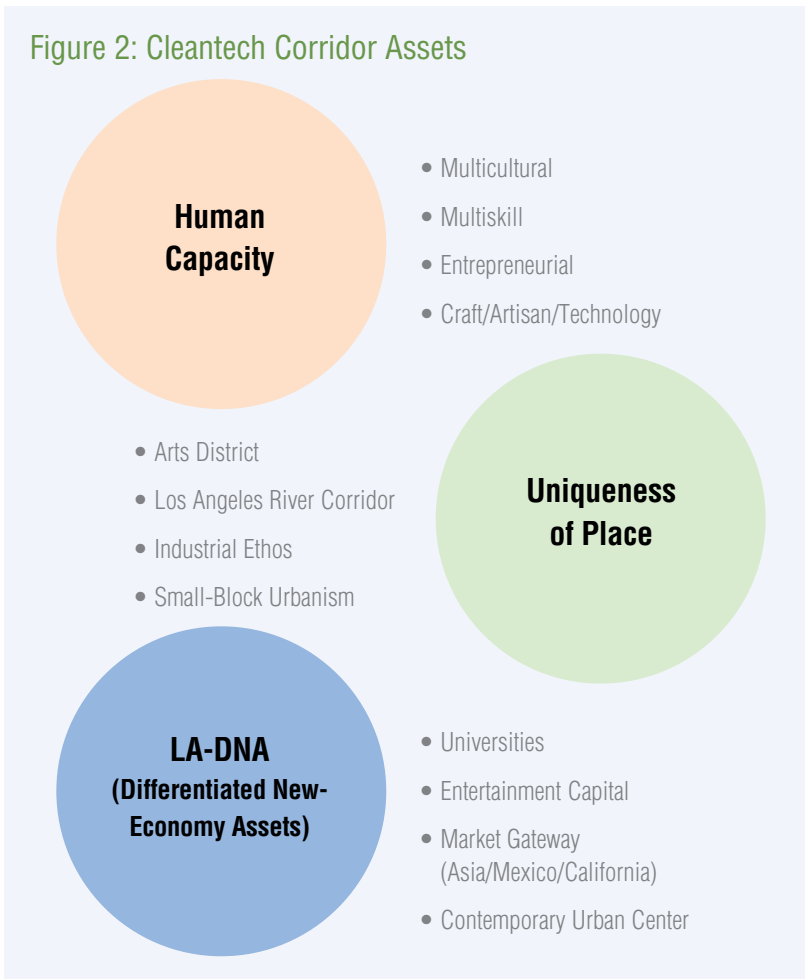 Figure 2: Cleantech Corridor Assets
Human
Capacity
• Multicultural
• Multiskill
• Entrepreneurial
• Craft/Artisan/Technology
• Arts District
• Los Angeles River Corridor
• Industrial Ethos
• Small-Block Urbanism
Uniqueness
of Place
LA-DNA
(Differentiated New-
Economy Assets)
• Universities
• Entertainment Capital
• Market Gateway
(Asia/Mexico/California)
• Contemporary Urban Center